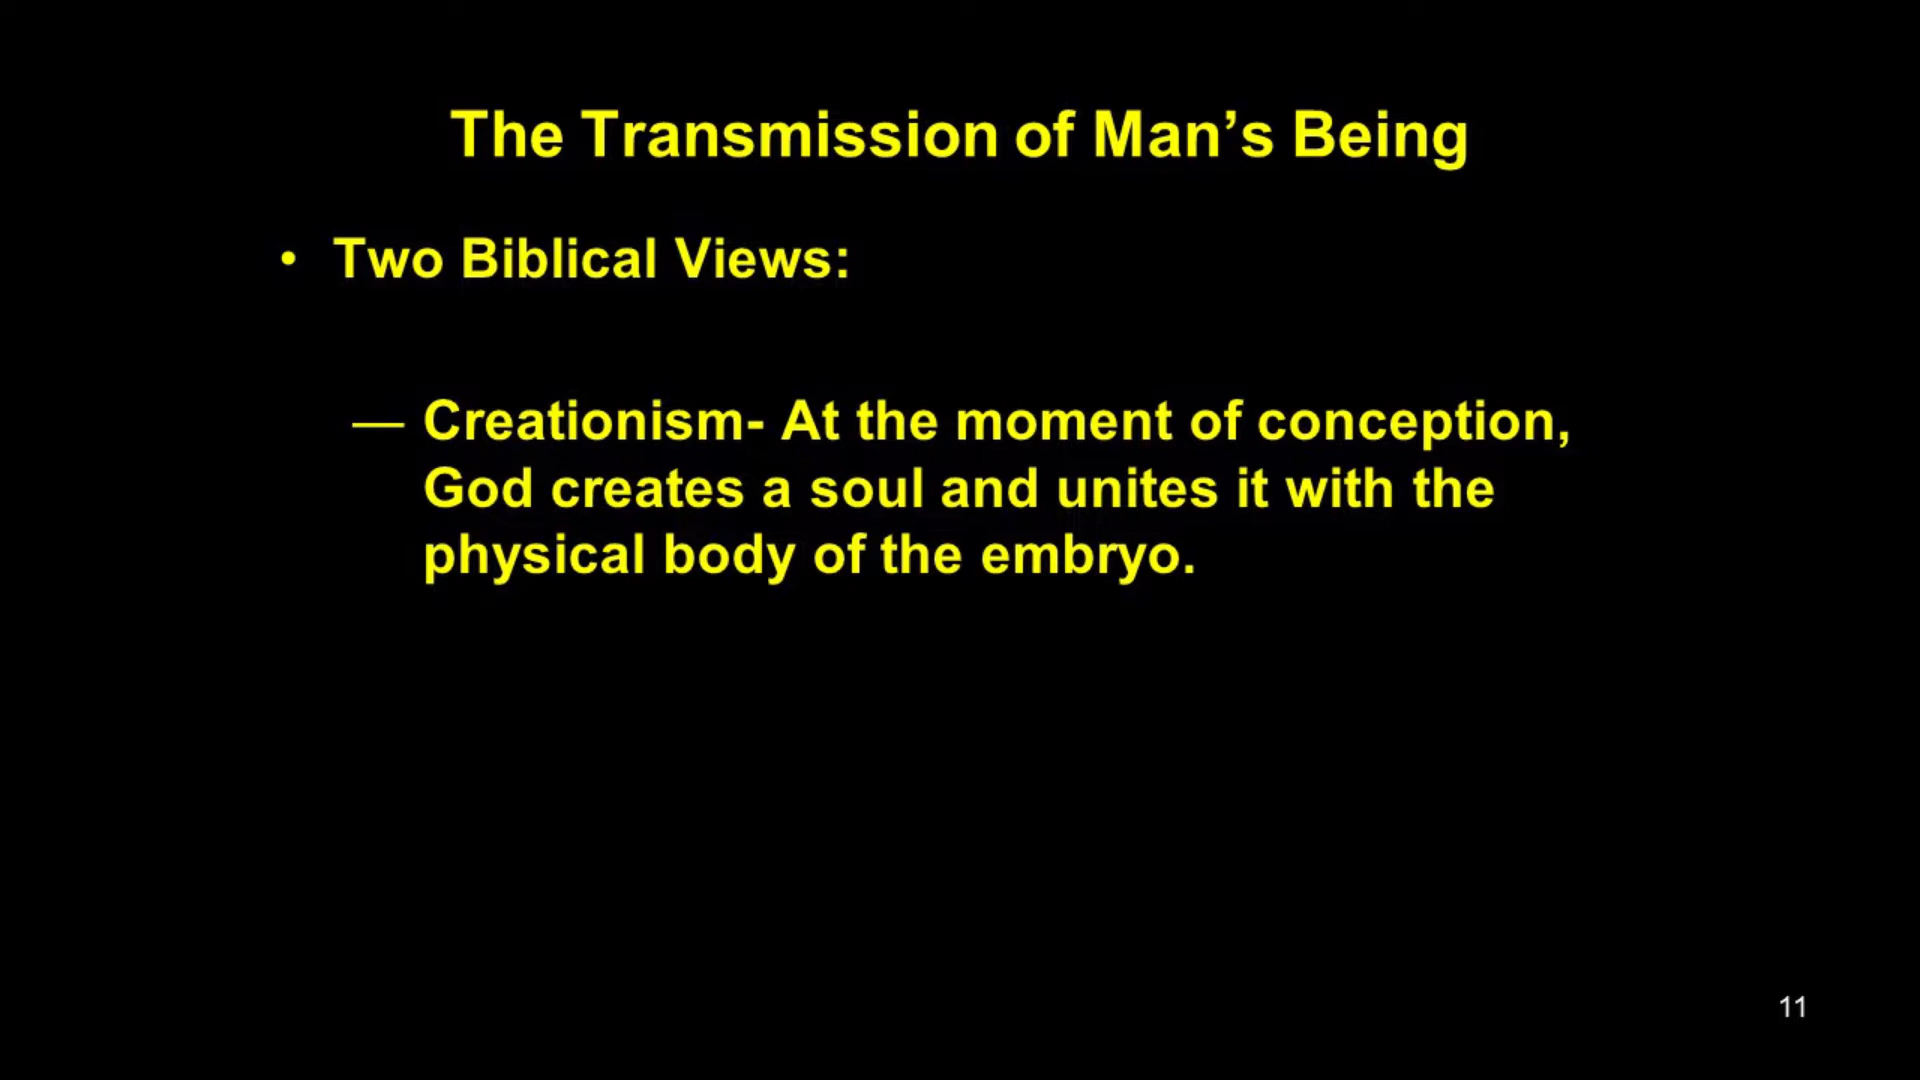 The Transmission of Man’s Being
• Two Biblical Views:
— Creationism- At the moment of conception,
God creates a soul and unites it with the
physical body of the embryo.
11